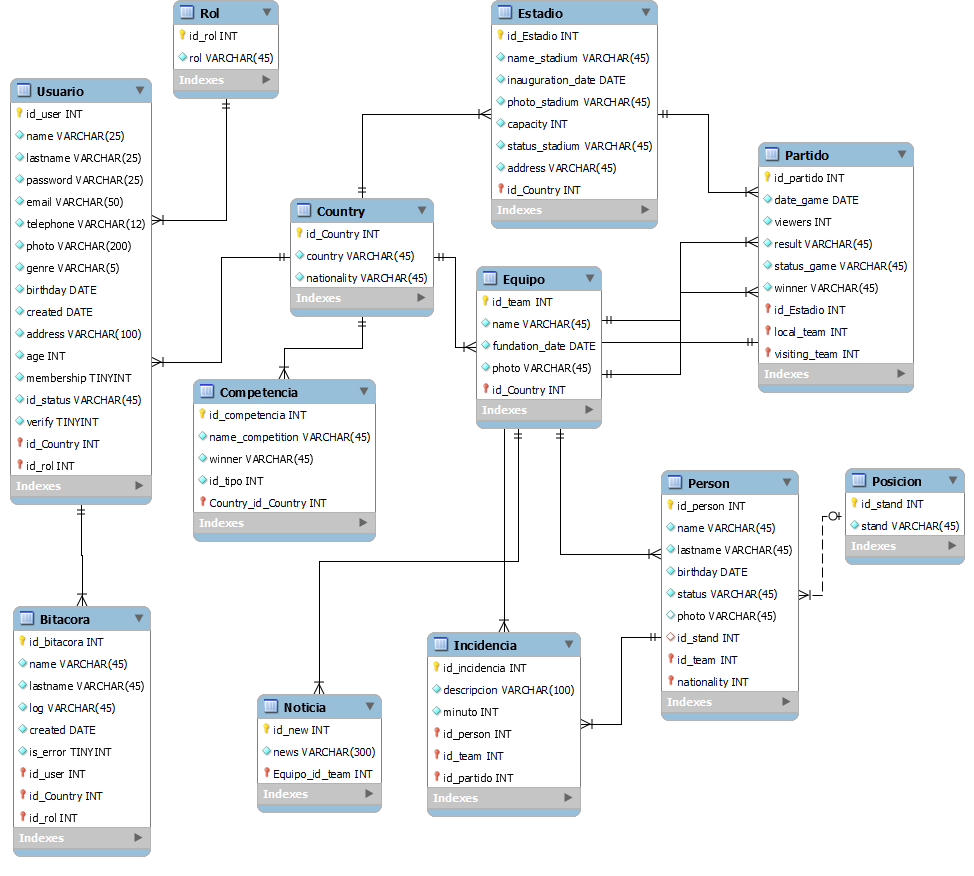 Rol
id_rol INT
rol VARCHAR(45)
Indexes
Estadio
id_Estadio INT
name_stadium VARCHAR(45)
inauguration_date DATE
photo_stadium VARCHAR(45)
capacity INT
status_stadium VARCHAR(45)
address VARCHAR(45)
id_Country INT
Indexes
Usuario
id_user INT
name VARCHAR(25)
lastname VARCHAR(25)
password VARCHAR(25)
email VARCHAR(50)
telephone VARCHAR(12)
photo VARCHAR(200)
genre VARCHAR(5)
birthday DATE
created DATE
address VARCHAR(100)
age INT
membership TINYINT
id_status VARCHAR(45)
verify TINYINT
id_Country INT
id_rol INT
Indexes
Partido
id_partido INT
date_game DATE
viewers INT
result VARCHAR(45)
status_game VARCHAR(45)
winner VARCHAR(45)
id_Estadio INT
local_team INT
visiting_team INT
Indexes
Country
id_Country INT
country VARCHAR(45)
nationality VARCHAR(45)
Indexes
Equipo
id_team INT
name VARCHAR(45)
fundation_date DATE
photo VARCHAR(45)
id_Country INT
Indexes
Competencia
id_competencia INT
name_competition VARCHAR(45)
winner VARCHAR(45)
id_tipo INT
Country_id_Country INT
Indexes
Person
id_person INT
name VARCHAR(45)
lastname VARCHAR(45)
birthday DATE
status VARCHAR(45)
photo VARCHAR(45)
id_stand INT
id_team INT
nationality INT
Indexes
Posicion
id_stand INT
stand VARCHAR(45)
Indexes
Bitacora
id_bitacora INT
name VARCHAR(45)
lastname VARCHAR(45)
log VARCHAR(45)
created DATE
is_error TINYINT
id_user INT
id_Country INT
id_rol INT
Indexes
Noticia
id_new INT
news VARCHAR(300)
Equipo_id_team INT
Indexes
Incidencia
id_incidencia INT
descripcion VARCHAR(100)
minuto INT
id_person INT
id_team INT
id_partido INT
Indexes